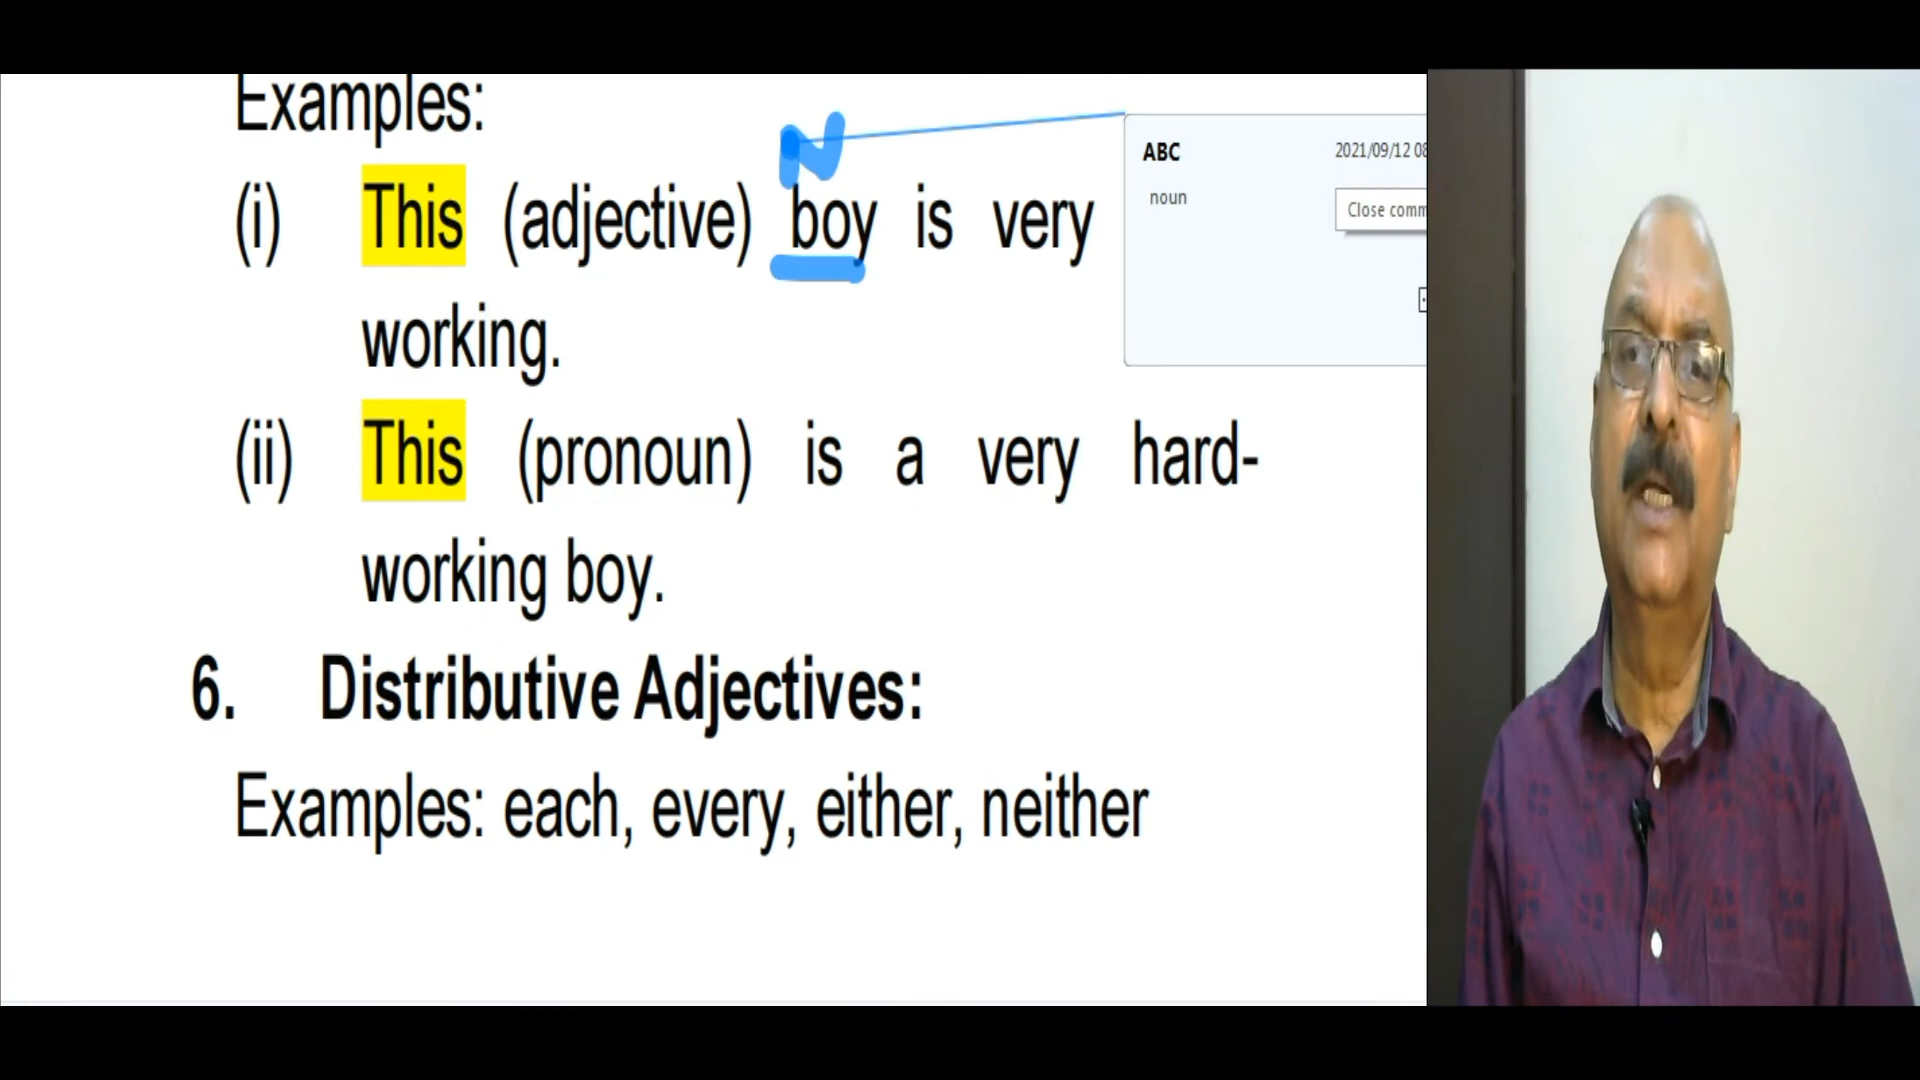 Examples:
N
ABC 2021/09/12 08
noun
Close comm
(i) This (adjective) boy is very
working.
(ii) This (pronoun) is a very hard-
working boy.
6. Distributive Adjectives:
Examples: each, every, either, neither